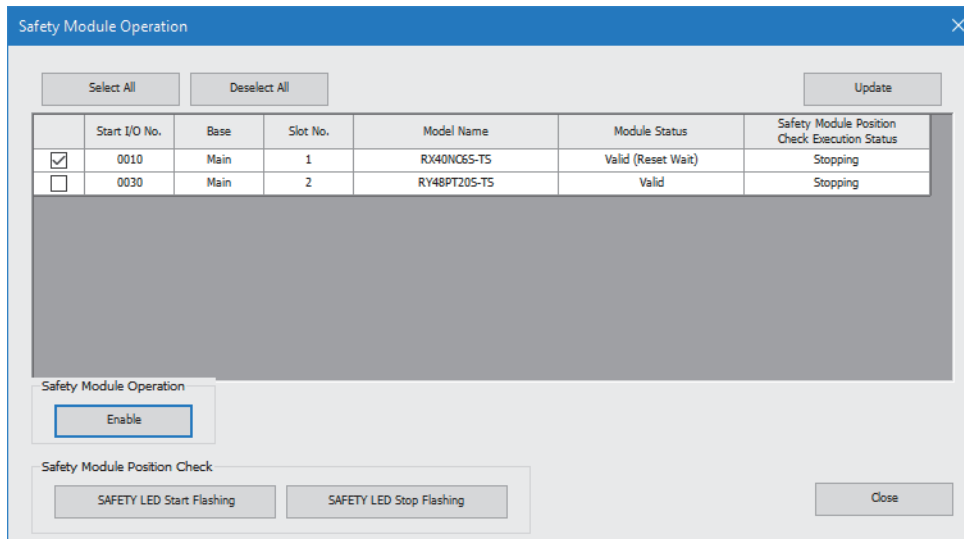 Safety Module Operation
Select All Deselect All Update
Start I/O No. Base Slot No. Model Name Module Status Safety Module Position
Check Execution Status
0010 Main 1 RX40NC6S-TS Valid (Reset Wait) Stopping
0030 Main 2 RY48PT20S-TS Valid Stopping
Safety Module Operation
Enable
Safety Module Position Check
SAFETY LED Start Flashing SAFETY LED Stop Flashing Close